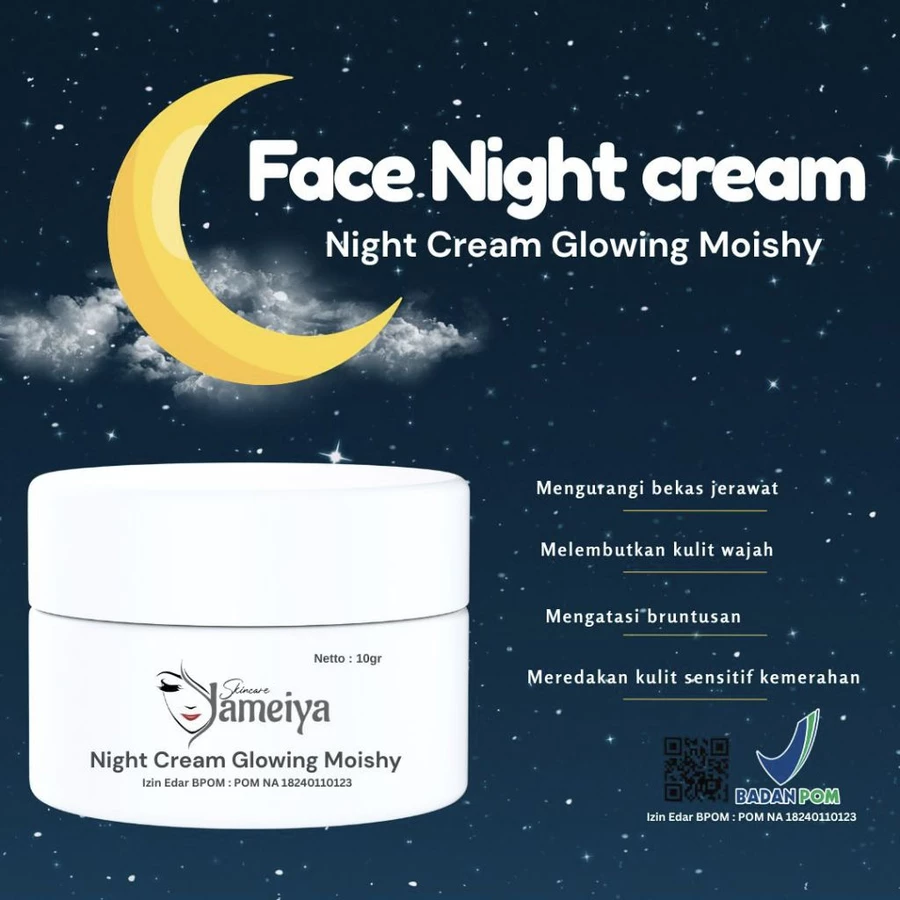 Face Night cream
Night Cream Glowing Moishy
Mengurangi bekas jerawat
Melembutkan kulit wajah
Mengatasi bruntusan
Meredakan kulit sensitif kemerahan
Netto : 10gr
Skincare
Yameiya
Night Cream Glowing Moishy
Izin Edar BPOM : POM NA 18240110123
BADAN POM
Izin Edar BPOM : POM NA 18240110123